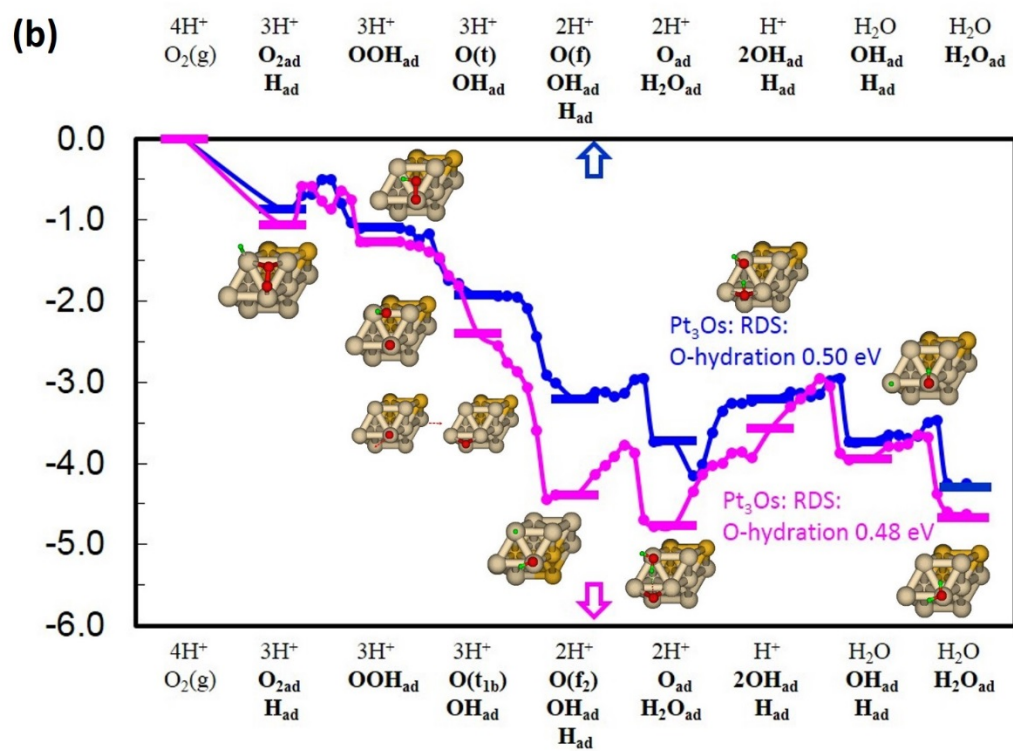 (b)
4H⁺ 3H⁺ 3H⁺ 3H⁺ 2H⁺ 2H⁺ H⁺ H₂O H₂O
O₂(g) O₂ad OOHad O(t) O(f) Oad 2OHad OHad H₂Oad
Had OHad OHad H₂Oad Had Had
Had
0.0
-1.0
-2.0
Pt₃Os: RDS:
O-hydration 0.50 eV
-3.0
-4.0
Pt₃Os: RDS:
O-hydration 0.48 eV
-5.0
-6.0
4H⁺ 3H⁺ 3H⁺ 3H⁺ 2H⁺ 2H⁺ H⁺ H₂O H₂O
O₂(g) O₂ad OOHad O(t1b) O(f₂) Oad 2OHad OHad H₂Oad
Had OHad OHad H₂Oad Had Had
Had